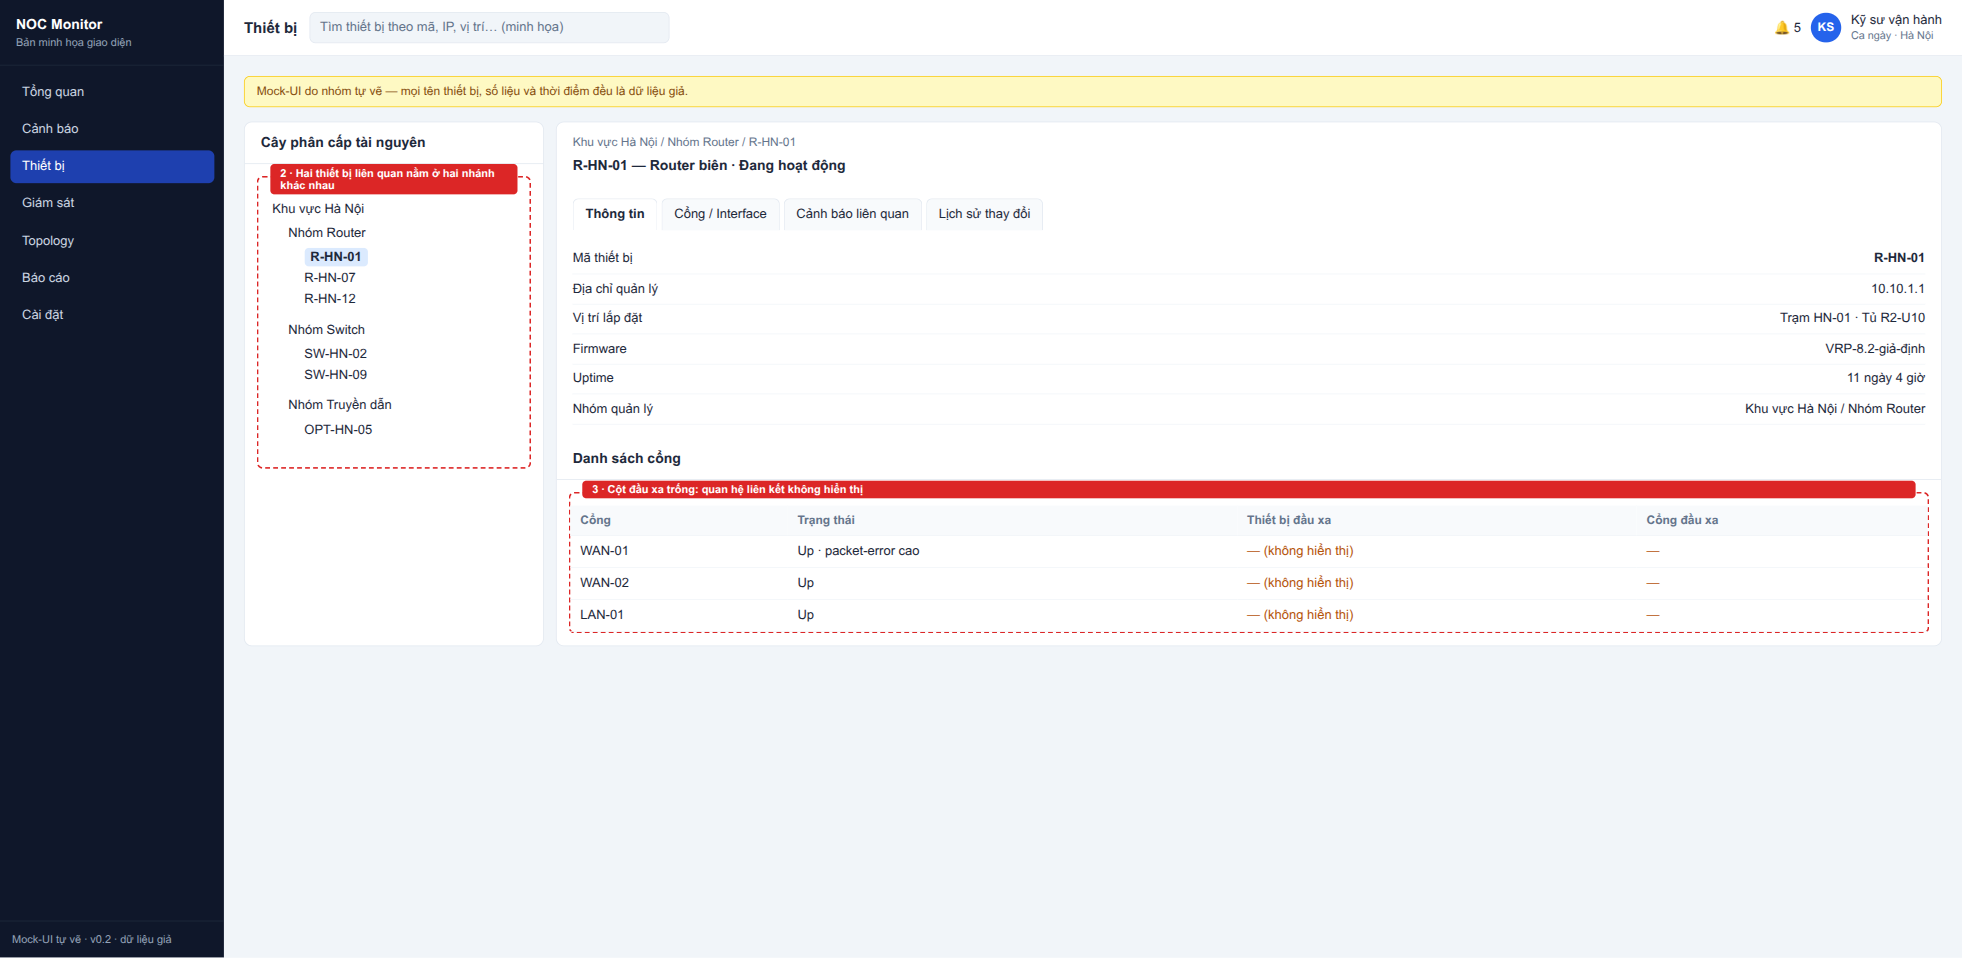 NOC Monitor
Bản minh họa giao diện
Tổng quan
Cảnh báo
Thiết bị
Giám sát
Topology
Báo cáo
Cài đặt
Mock-UI tự vẽ · v0.2 · dữ liệu giả
Thiết bị
Tìm thiết bị theo mã, IP, vị trí… (minh họa)
5
KS
Kỹ sư vận hành
Ca ngày · Hà Nội
Mock-UI do nhóm tự vẽ — mọi tên thiết bị, số liệu và thời điểm đều là dữ liệu giả.
Cây phân cấp tài nguyên
2 · Hai thiết bị liên quan nằm ở hai nhánh
khác nhau
Khu vực Hà Nội
Nhóm Router
R-HN-01
R-HN-07
R-HN-12
Nhóm Switch
SW-HN-02
SW-HN-09
Nhóm Truyền dẫn
OPT-HN-05
Khu vực Hà Nội / Nhóm Router / R-HN-01
R-HN-01 — Router biên · Đang hoạt động
Thông tin Cổng / Interface Cảnh báo liên quan Lịch sử thay đổi
Mã thiết bị R-HN-01
Địa chỉ quản lý 10.10.1.1
Vị trí lắp đặt Trạm HN-01 · Tủ R2-U10
Firmware VRP-8.2-giả-định
Uptime 11 ngày 4 giờ
Nhóm quản lý Khu vực Hà Nội / Nhóm Router
Danh sách cổng
3 · Cột đầu xa trống: quan hệ liên kết không hiển thị
Cổng Trạng thái Thiết bị đầu xa Cổng đầu xa
WAN-01 Up · packet-error cao — (không hiển thị) —
WAN-02 Up — (không hiển thị) —
LAN-01 Up — (không hiển thị) —